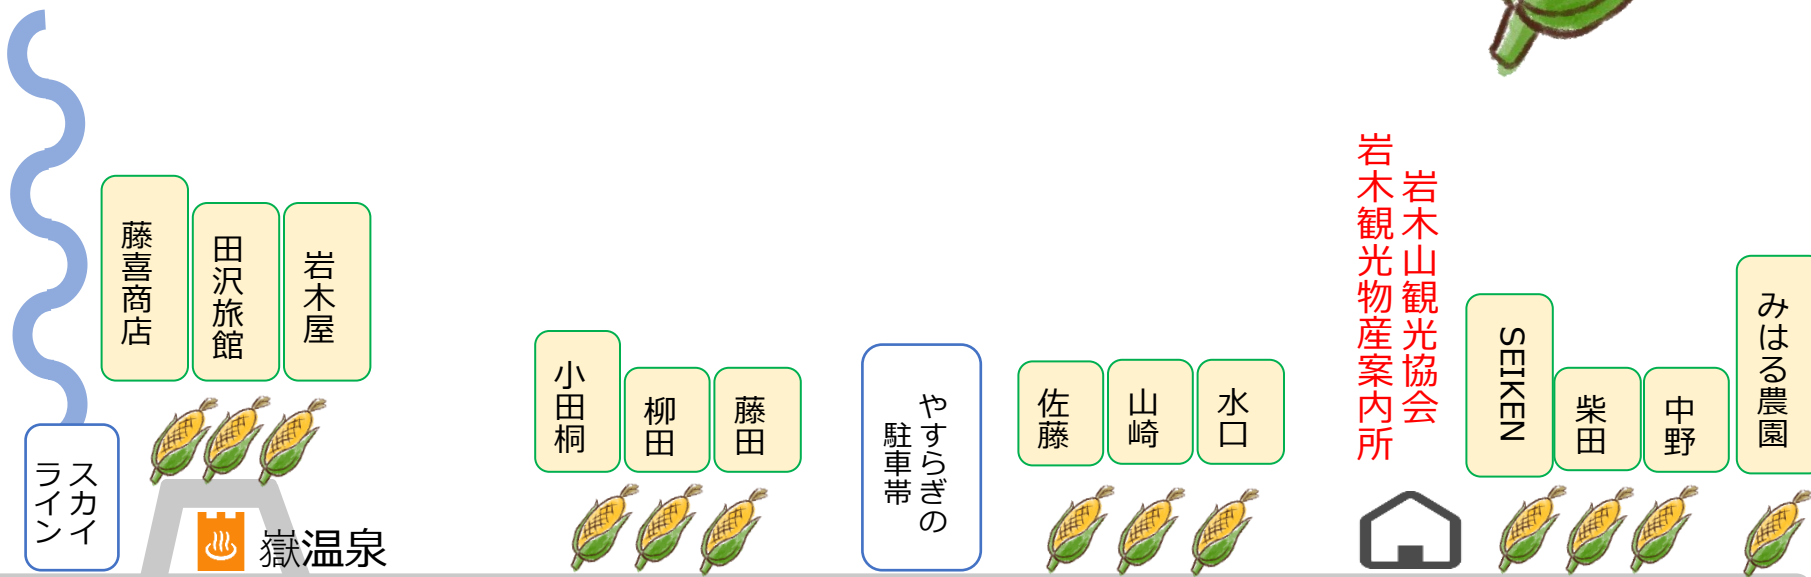 スカイ
ライン
藤喜商店
田沢旅館
岩木屋
嶽温泉
小田桐
柳田
藤田
やすらぎの
駐車帯
佐藤
山崎
水口
岩木山観光協会
岩木観光物産案内所
SEIKEN
柴田
中野
みはる農園